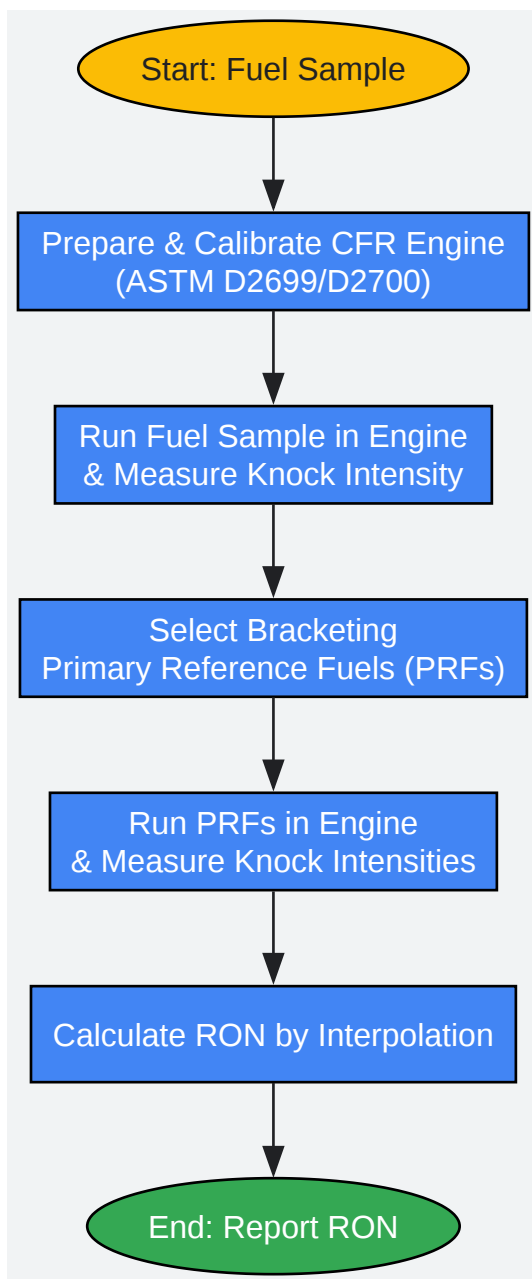 Start: Fuel Sample
Prepare & Calibrate CFR Engine
(ASTM D2699/D2700)
Run Fuel Sample in Engine
& Measure Knock Intensity
Select Bracketing
Primary Reference Fuels (PRFs)
Run PRFs in Engine
& Measure Knock Intensities
Calculate RON by Interpolation
End: Report RON